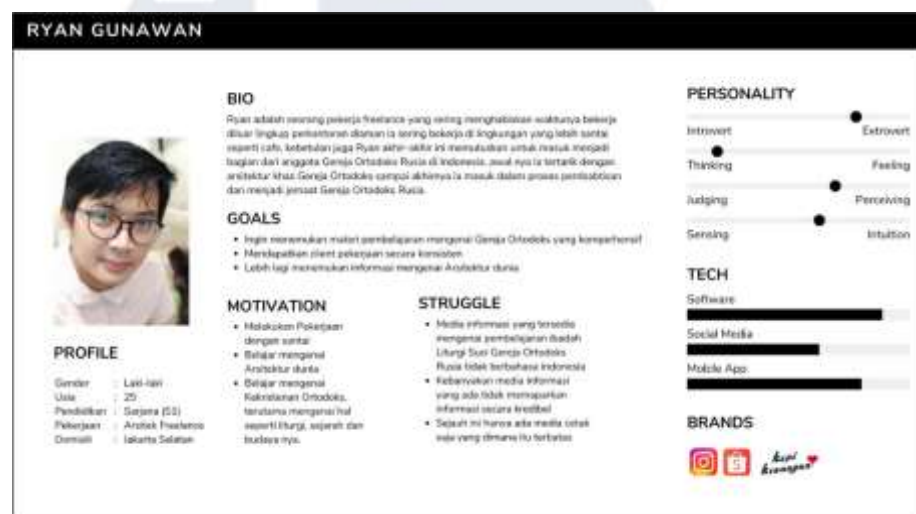 RYAN GUNAWAN
BIO
Ryan adalah seorang pekerja freelance yang sering menghabiskan waktunya bekerja
diluar lingkup perkantoran dimana ia sering bekerja di lingkungan yang lebih santai
seperti cafe, kebetulan juga Ryan akhir-akhir ini memutuskan untuk masuk menjadi
bagian dari anggota Gereja Ortodoks Rusia di Indonesia, awal nya ia tertarik dengan
arsitektur khas Gereja Ortodoks sampai akhirnya ia masuk dalam proses pembabtisan
dan menjadi jemaat Gereja Ortodoks Rusia.
GOALS
Ingin menemukan materi pembelajaran mengenai Gereja Ortodoks yang komperhensif
Mendapatkan client pekerjaan secara konsisten
Lebih lagi menemukan informasi mengenai Arsitektur dunia
MOTIVATION
Melakukan Pekerjaan
dengan santai
Belajar mengenai
Arsitektur dunia
Belajar mengenai
Kekristenan Ortodoks,
terutama mengenai hal
seperti liturgi, sejarah dan
budaya nya.
STRUGGLE
Media informasi yang tersedia
mengenai pembelajaran ibadah
Liturgi Suci Gereja Ortodoks
Rusia tidak berbahasa Indonesia
Kebanyakan media informasi
yang ada tidak memaparkan
informasi secara kredibel
Sejauh ini hanya ada media cetak
saja yang dimana itu terbatas
PROFILE
Gender : Laki-laki
Usia : 25
Pendidikan : Sarjana (S1)
Pekerjaan : Arsitek Freelance
Domisili : Jakarta Selatan
PERSONALITY
Introvert Extrovert
Thinking Feeling
Judging Perceiving
Sensing Intuition
TECH
Software
Social Media
Mobile App
BRANDS
S
kopi
kenangan